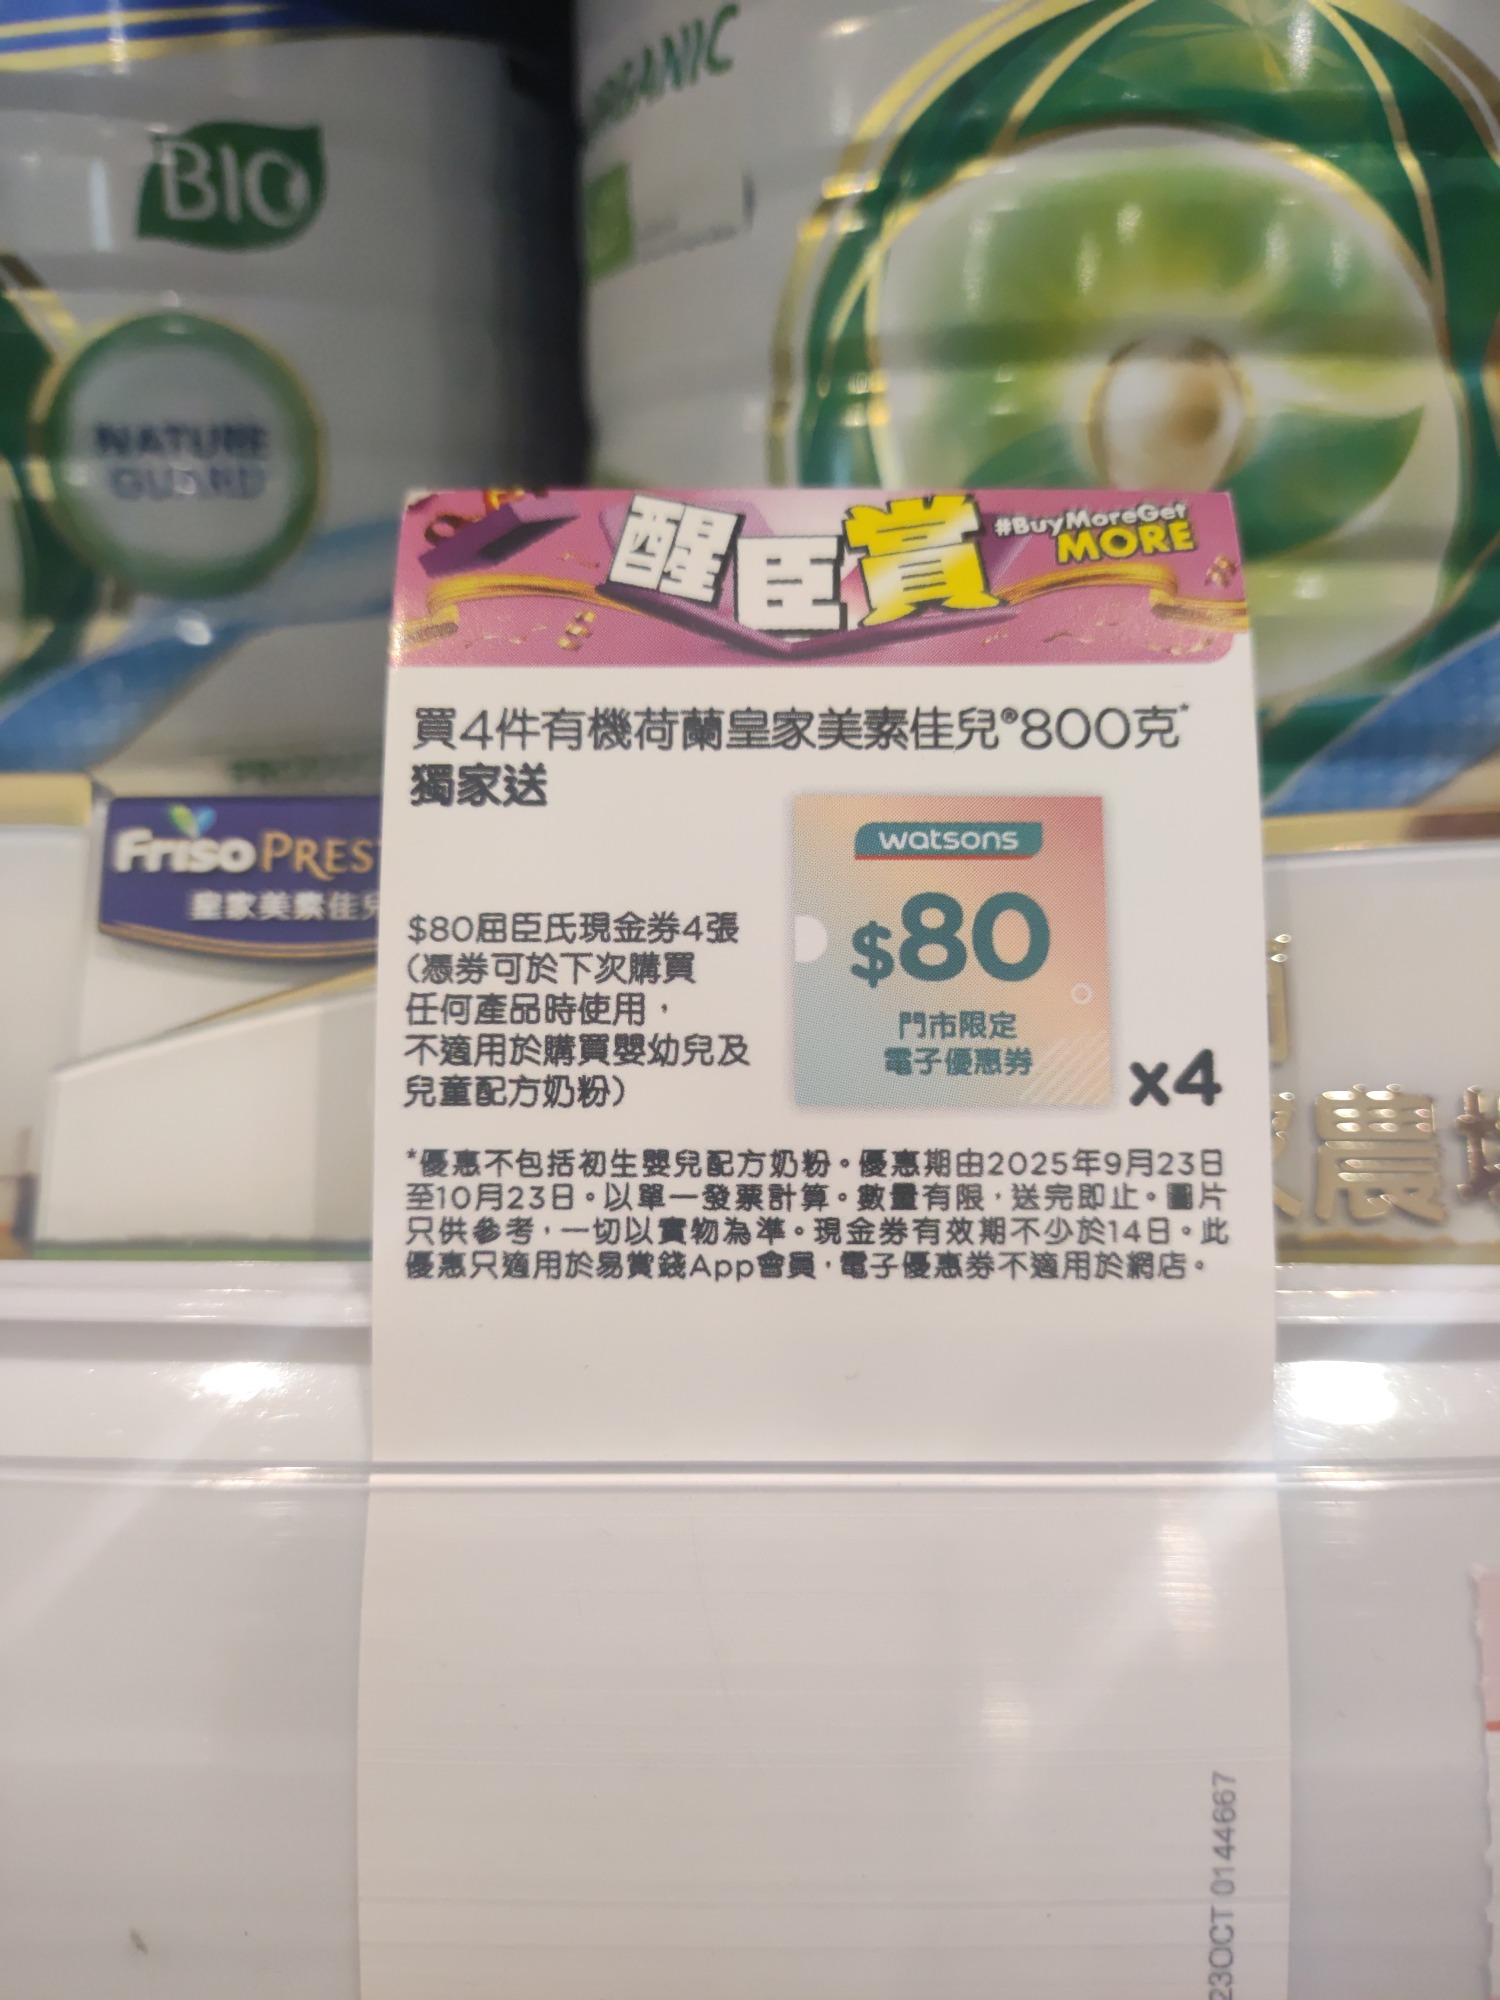 ORGANIC
BIO
NATURE
GUARD
醒臣賞
#BuyMoreGet
MORE
買4件有機荷蘭皇家美素佳兒®800克*
獨家送
Friso PRES
皇家美素佳兒
watsons
$80
門市限定
電子優惠券
x4
$80屈臣氏現金券4張
(憑券可於下次購買
任何產品時使用，
不適用於購買嬰幼兒及
兒童配方奶粉)
*優惠不包括初生嬰兒配方奶粉。優惠期由2025年9月23日
至10月23日。以單一發票計算。數量有限，送完即止。圖片
只供參考，一切以實物為準。現金券有效期不少於14日。此
優惠只適用於易賞錢App會員，電子優惠券不適用於網店。
農場
23OCT 0144667